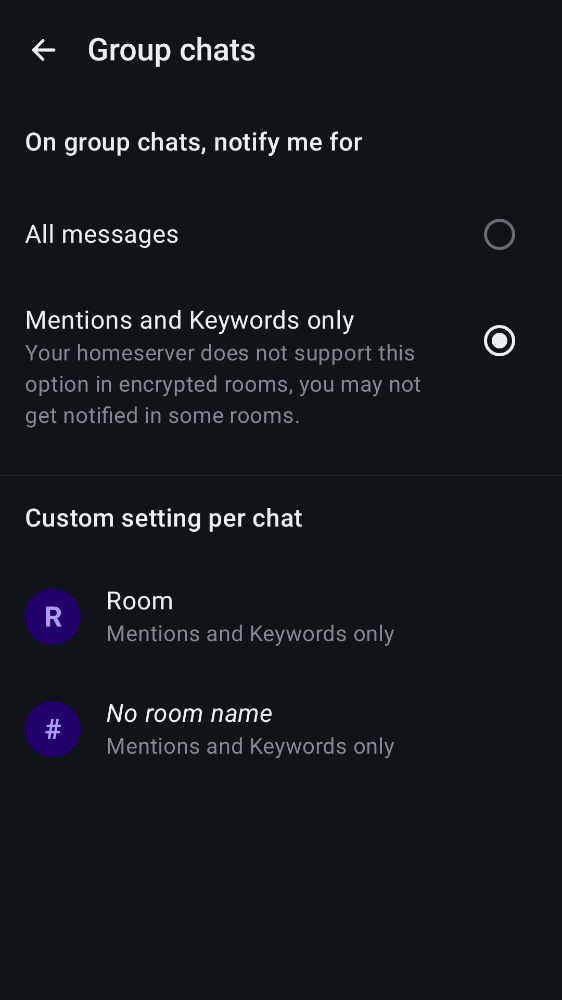 Group chats
On group chats, notify me for
All messages
Mentions and Keywords only
Your homeserver does not support this
option in encrypted rooms, you may not
get notified in some rooms.
Custom setting per chat
R
Room
Mentions and Keywords only
#
No room name
Mentions and Keywords only